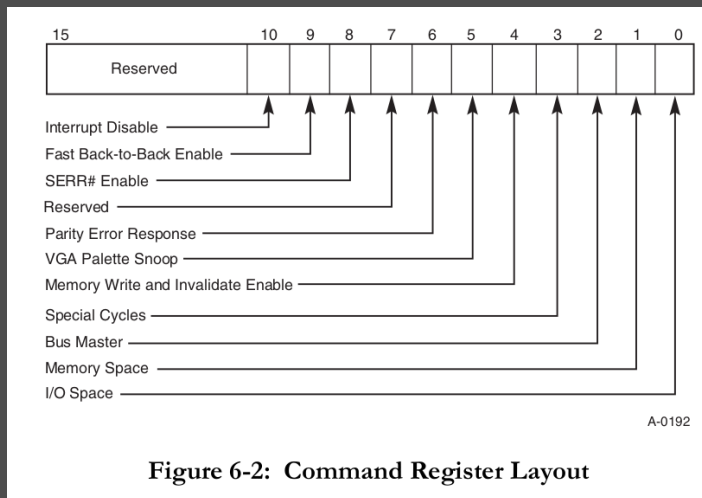 15 10 9 8 7 6 5 4 3 2 1 0
Reserved
Interrupt Disable
Fast Back-to-Back Enable
SERR# Enable
Reserved
Parity Error Response
VGA Palette Snoop
Memory Write and Invalidate Enable
Special Cycles
Bus Master
Memory Space
I/O Space
A-0192
Figure 6-2: Command Register Layout